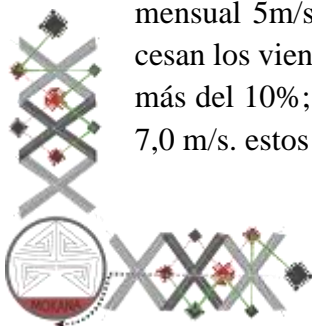 mensual 5m/s
cesan los vien
más del 10%;
7,0 m/s. estos
MOKANA